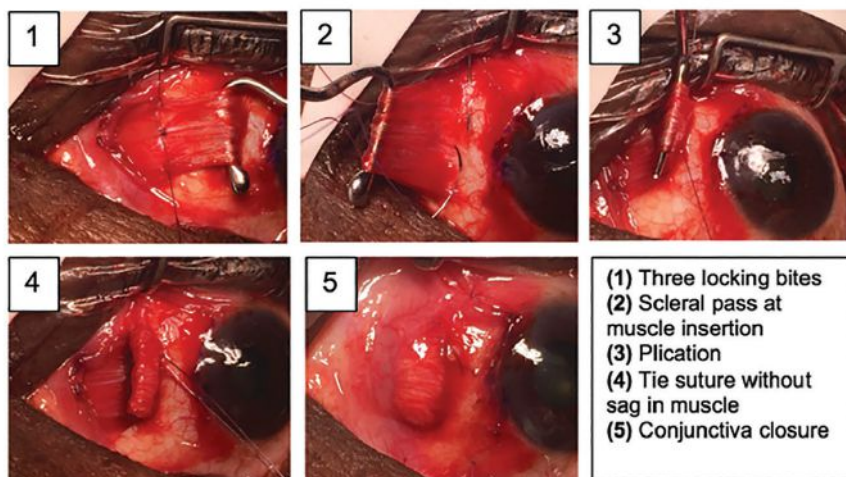 1
2
3
4
5
(1) Three locking bites
(2) Scleral pass at
muscle insertion
(3) Plication
(4) Tie suture without
sag in muscle
(5) Conjunctiva closure